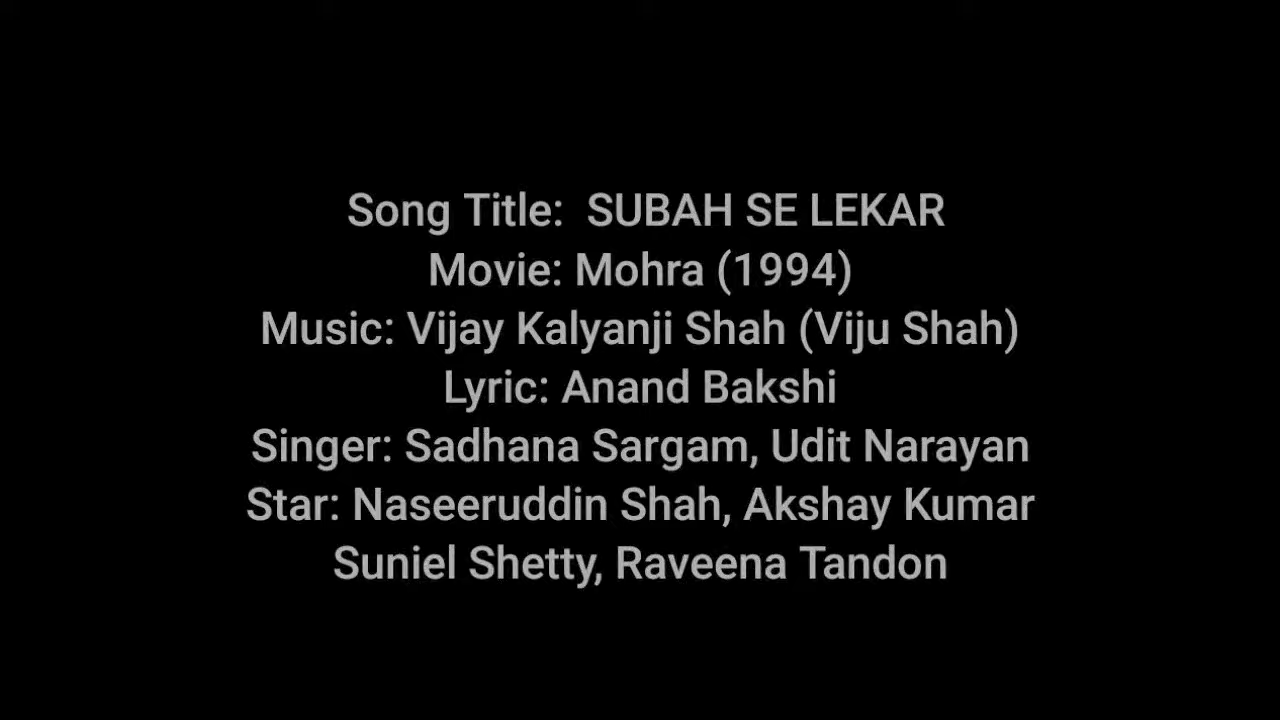 Song Title: SUBAH SE LEKAR
Movie: Mohra (1994)
Music: Vijay Kalyanji Shah (Viju Shah)
Lyric: Anand Bakshi
Singer: Sadhana Sargam, Udit Narayan
Star: Naseeruddin Shah, Akshay Kumar
Suniel Shetty, Raveena Tandon